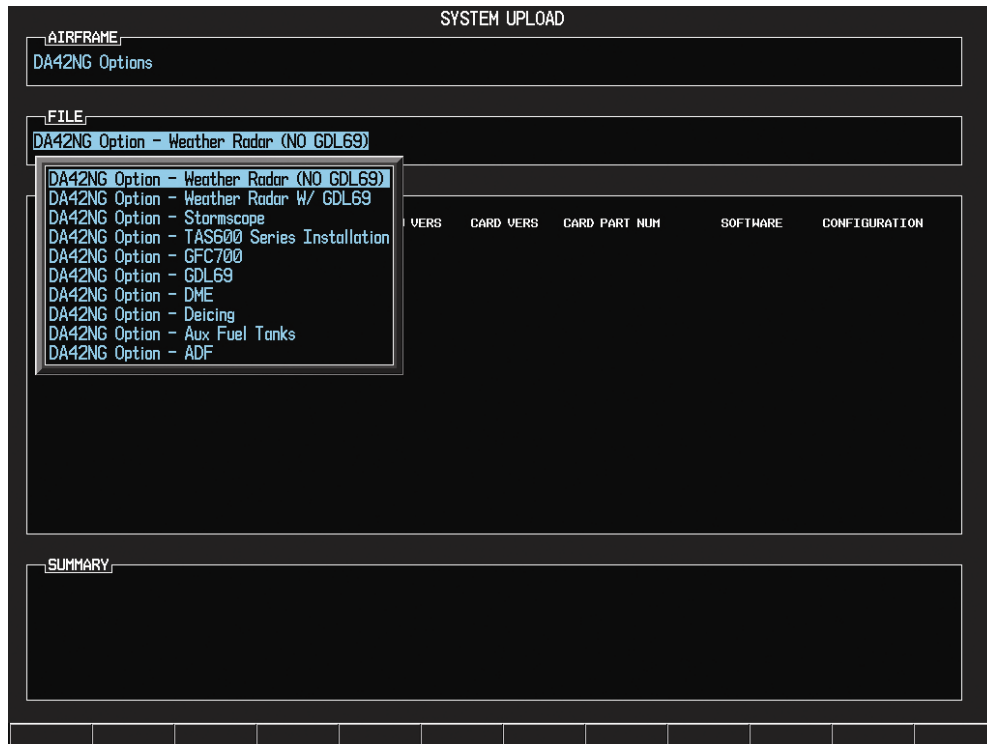 SYSTEM UPLOAD
AIRFRAME
DA42NG Options
FILE
DA42NG Option - Weather Radar (NO GDL69)
DA42NG Option - Weather Radar (NO GDL69)
DA42NG Option - Weather Radar W/ GDL69
DA42NG Option - Stormscope
DA42NG Option - TAS600 Series Installation
DA42NG Option - GFC700
DA42NG Option - GDL69
DA42NG Option - DME
DA42NG Option - Deicing
DA42NG Option - Aux Fuel Tanks
DA42NG Option - ADF
VERS CARD VERS CARD PART NUM SOFTWARE CONFIGURATION
SUMMARY